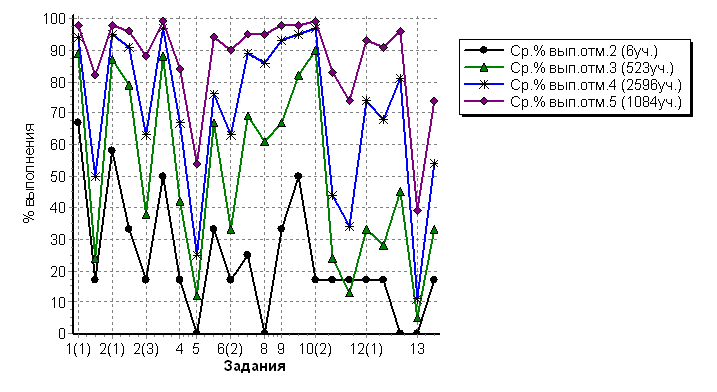 100
90
80
70
60
50
40
30
20
10
0
% выполнения
1(1) 2(1) 2(3) 4 5 6(2) 8 9 10(2) 12(1) 13
Задания
Ср.% вып.отм.2 (6уч.)
Ср.% вып.отм.3 (523уч.)
Ср.% вып.отм.4 (2596уч.)
Ср.% вып.отм.5 (1084уч.)